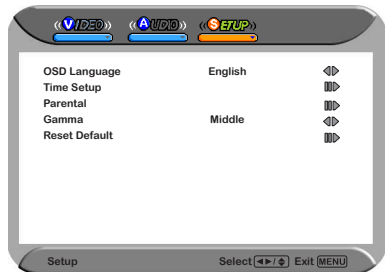 VIDEO AUDIO SETUP
OSD Language English
Time Setup
Parental
Gamma Middle
Reset Default
Setup Select ◄►/◆ Exit MENU